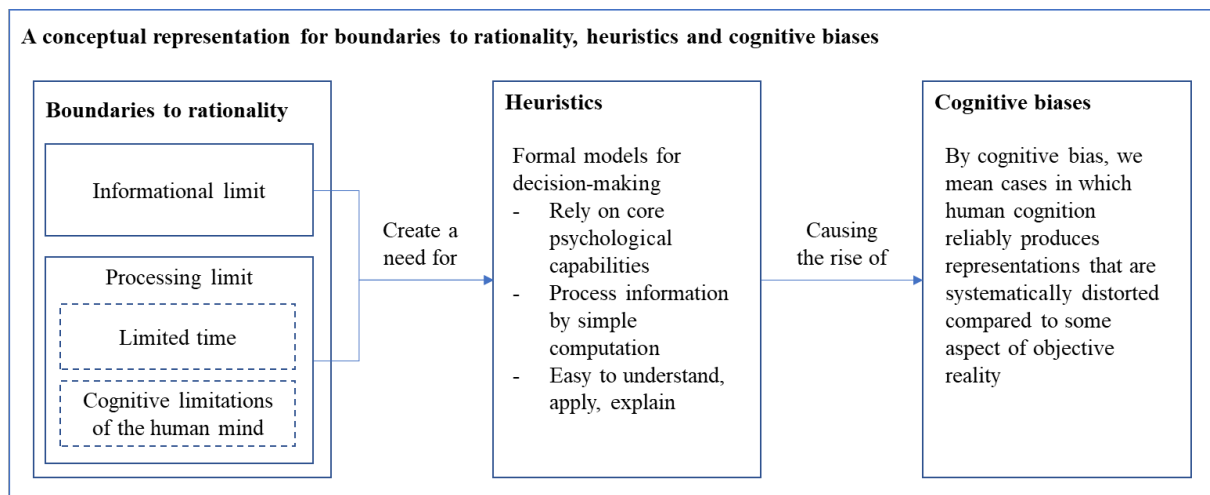 A conceptual representation for boundaries to rationality, heuristics and cognitive biases
Boundaries to rationality
Informational limit
Processing limit
Limited time
Cognitive limitations
of the human mind
Create a
need for
Heuristics
Formal models for
decision-making
- Rely on core
psychological
capabilities
- Process information
by simple
computation
- Easy to understand,
apply, explain
Causing
the rise of
Cognitive biases
By cognitive bias, we
mean cases in which
human cognition
reliably produces
representations that are
systematically distorted
compared to some
aspect of objective
reality